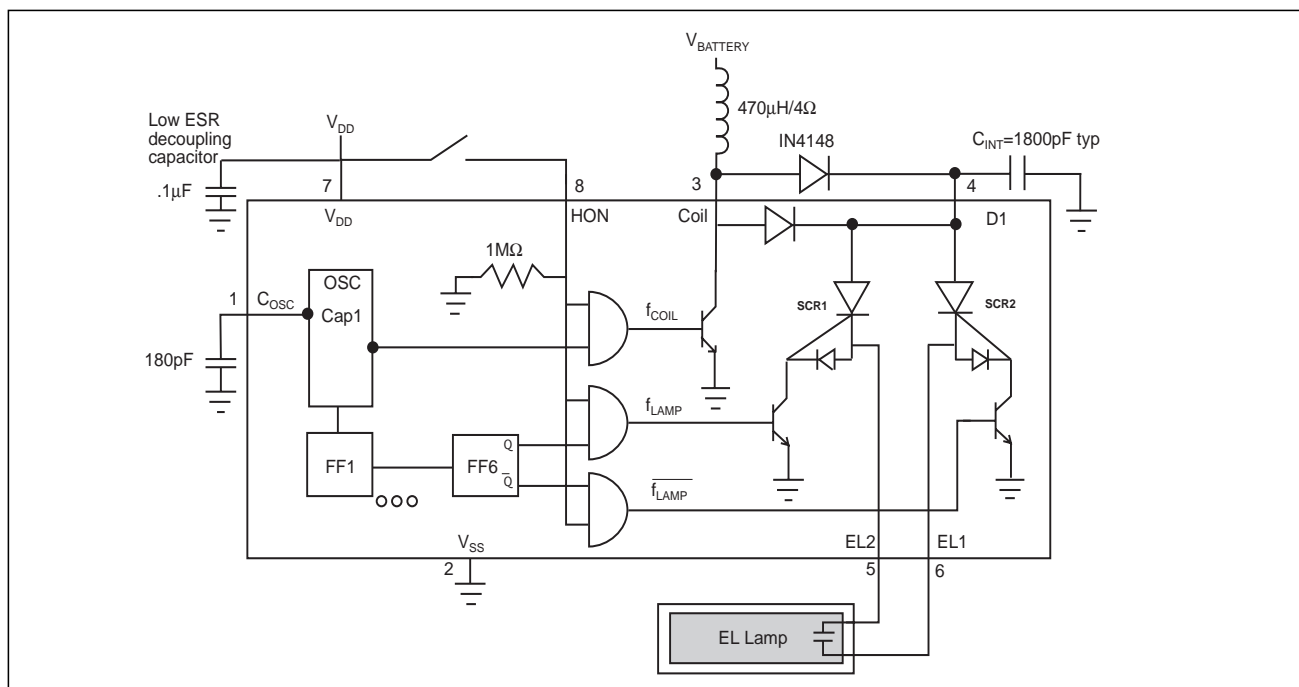 V_BATTERY
470µH/4Ω
Low ESR
decoupling
capacitor
V_DD
IN4148
C_INT=1800pF typ
.1µF
7
8
3
4
V_DD
HON
Coil
D1
1MΩ
OSC
Cap1
1
C_OSC
f_COIL
SCR1
SCR2
180pF
f_LAMP
FF1
FF6
Q
Q̅
f̅_LAMP
V_SS
EL2
EL1
2
5
6
EL Lamp